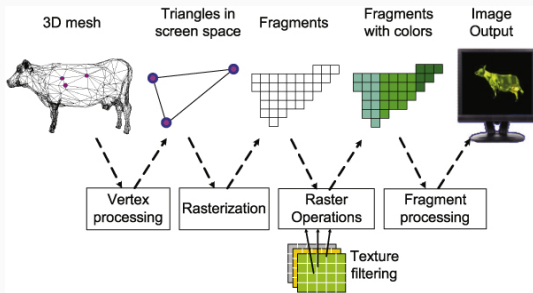 3D mesh
Triangles in
screen space
Fragments
Fragments
with colors
Image
Output
Vertex
processing
Rasterization
Raster
Operations
Fragment
processing
Texture
filtering